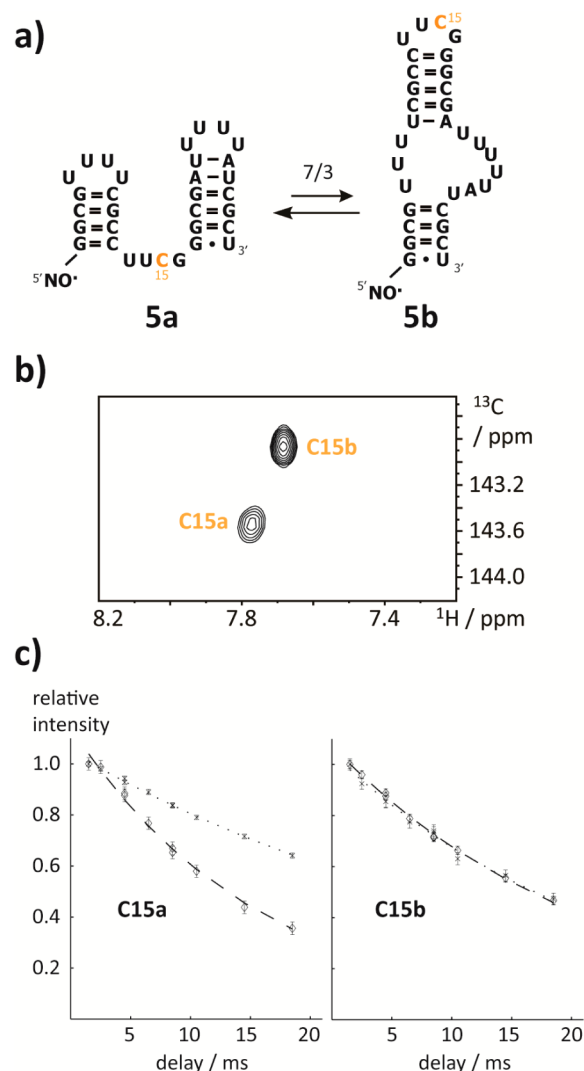 a)
U U
U U
G = C
C = G
G = C
G = C
5' NO·
U U C G
15
U U
U U
U – A
A – U
G = C
C = G
G = C
G · U
3'
5a
7/3
U C 15
U G
C = G
C = G
G = C
C = G
U – A
U U
U U
U U
U U A U
G = C
C = G
G = C
G · U
3'
5' NO·
5b
b)
C15b
C15a
13C
/ ppm
143.2
143.6
144.0
8.2 7.8 7.4
1H / ppm
c)
relative
intensity
1.0
0.8
0.6
0.4
0.2
C15a
C15b
5 10 15 20
5 10 15 20
delay / ms
delay / ms